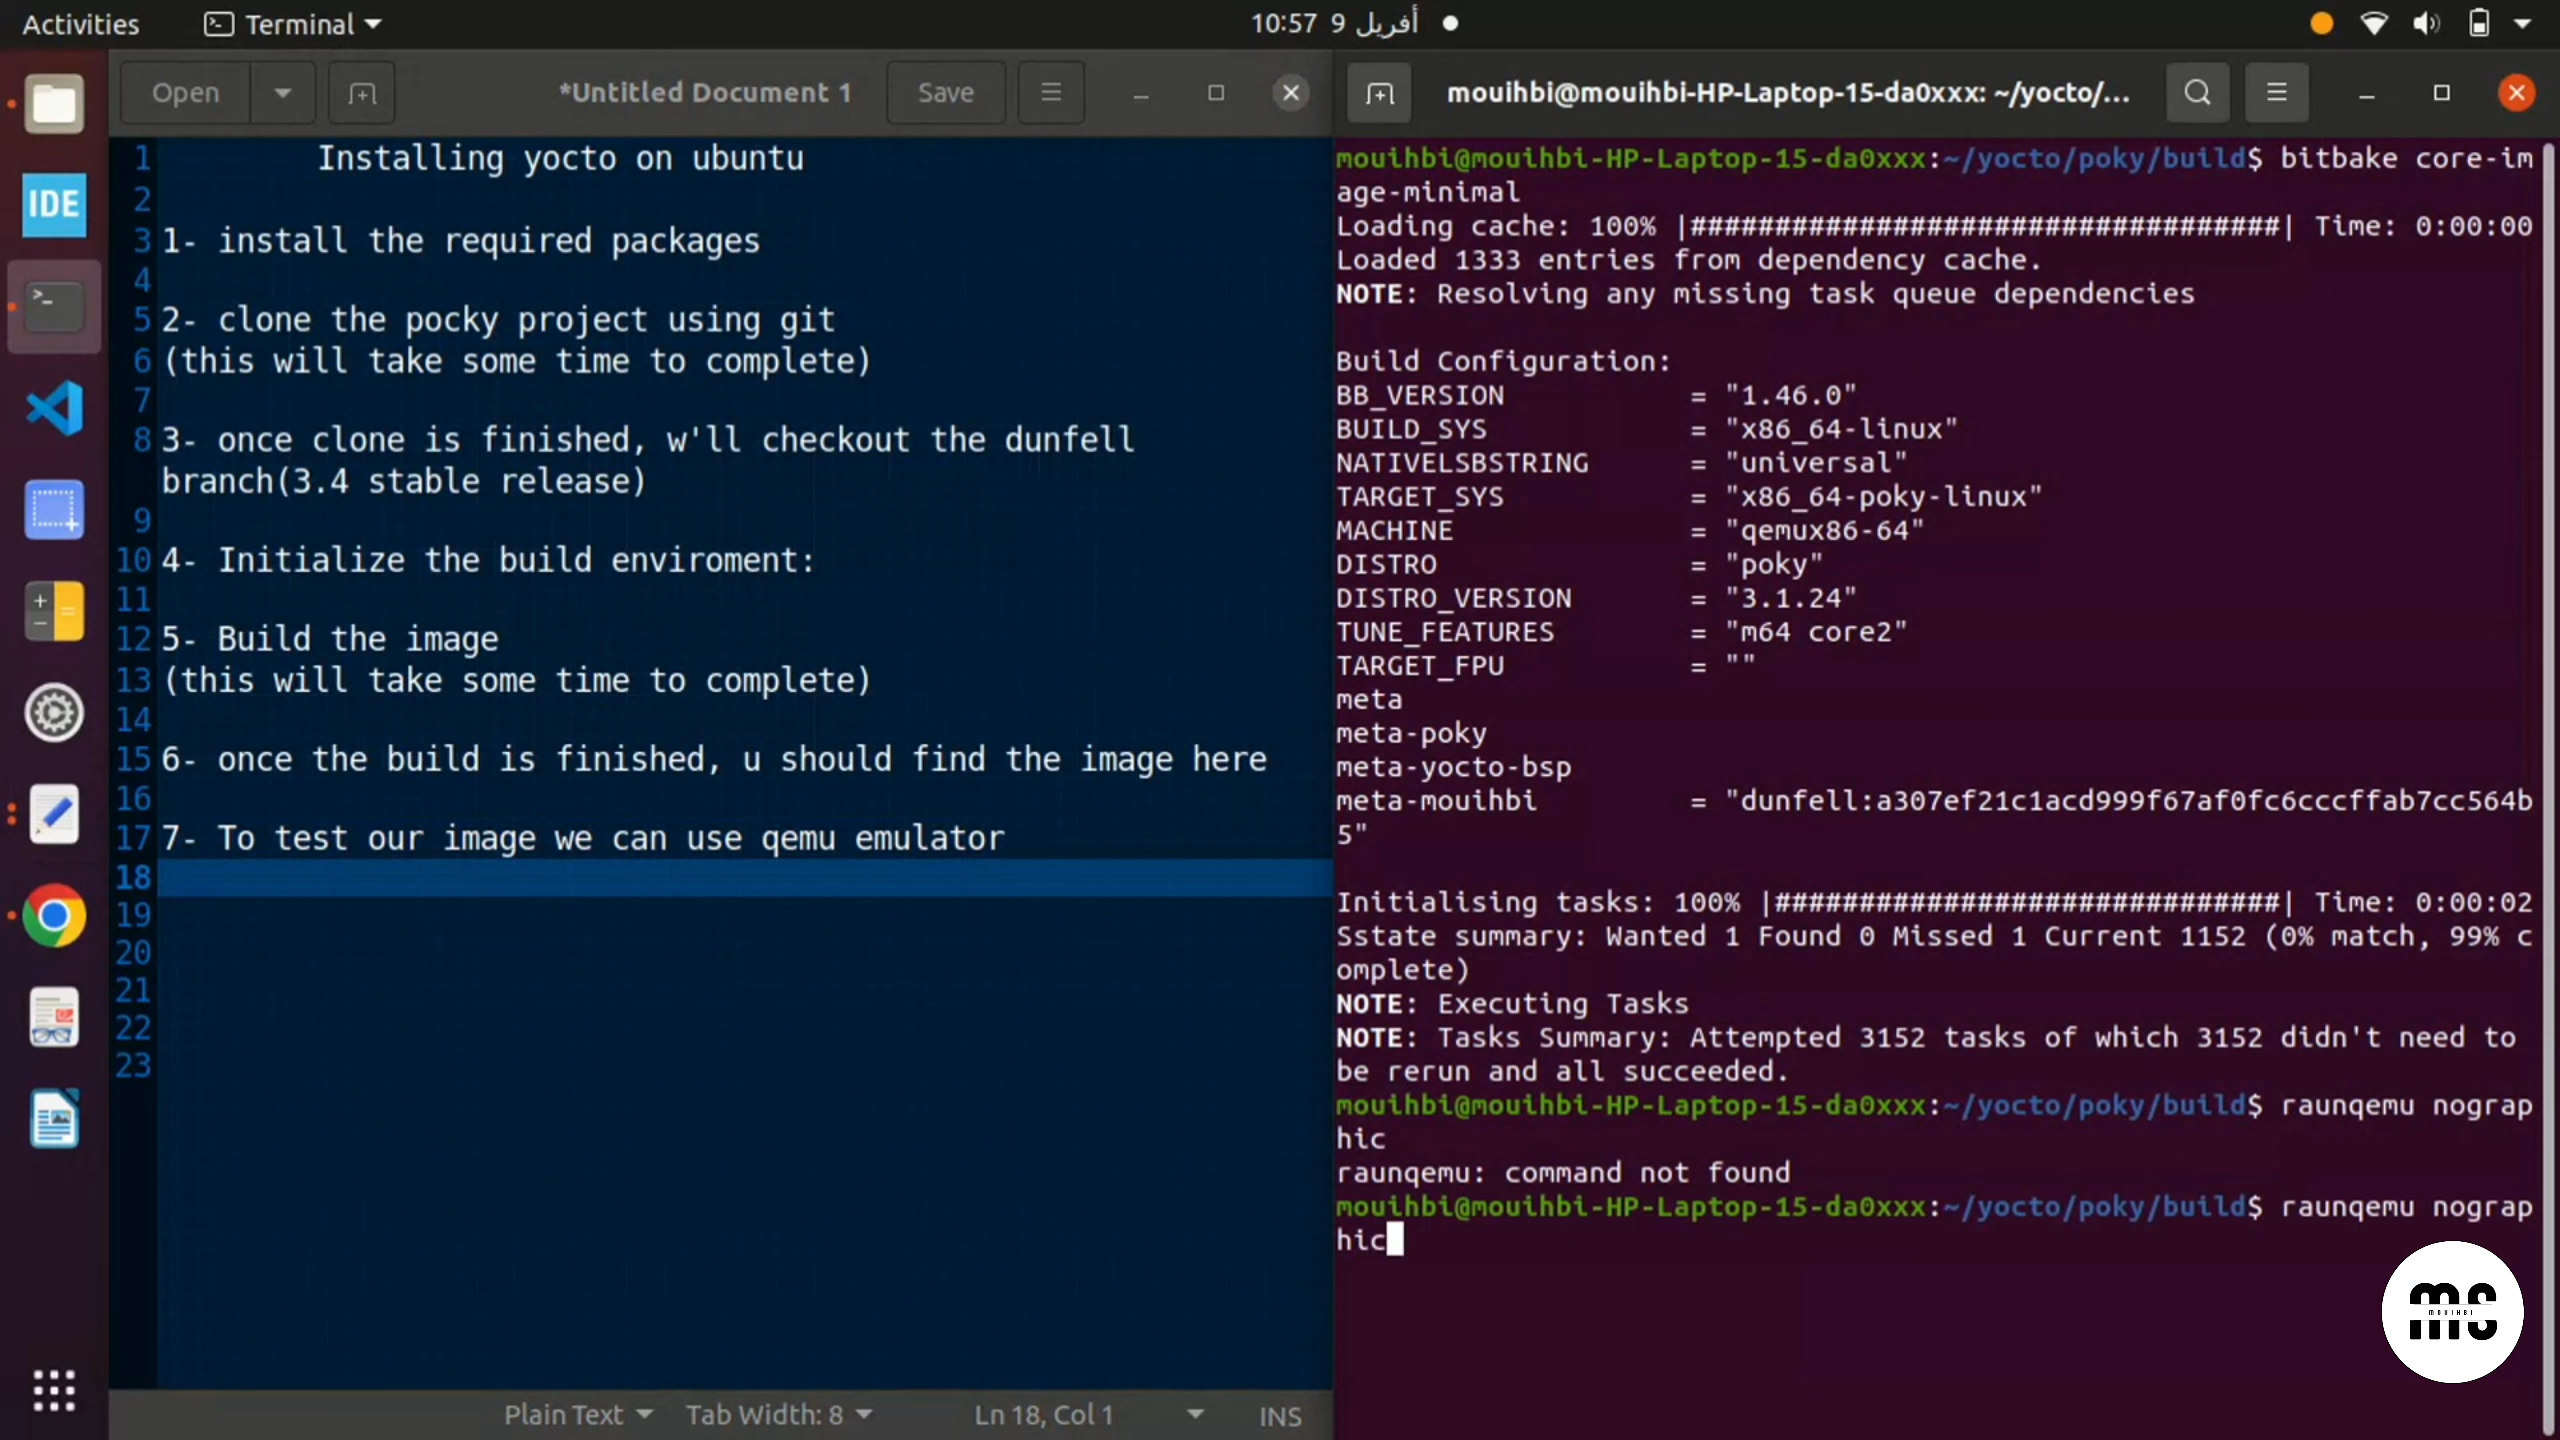 Activities
Terminal
10:57 9 أفريل
Open
*Untitled Document 1
Save
mouihbi@mouihbi-HP-Laptop-15-da0xxx: ~/yocto/...
IDE
1 Installing yocto on ubuntu
2
3 1- install the required packages
4
5 2- clone the pocky project using git
6 (this will take some time to complete)
7
8 3- once clone is finished, w'll checkout the dunfell
branch(3.4 stable release)
9
10 4- Initialize the build enviroment:
11
12 5- Build the image
13 (this will take some time to complete)
14
15 6- once the build is finished, u should find the image here
16
17 7- To test our image we can use qemu emulator
18
19
20
21
22
23
Plain Text
Tab Width: 8
Ln 18, Col 1
INS
mouihbi@mouihbi-HP-Laptop-15-da0xxx:~/yocto/poky/build$ bitbake core-im
age-minimal
Loading cache: 100% |###################################| Time: 0:00:00
Loaded 1333 entries from dependency cache.
NOTE: Resolving any missing task queue dependencies
Build Configuration:
BB_VERSION = "1.46.0"
BUILD_SYS = "x86_64-linux"
NATIVELSBSTRING = "universal"
TARGET_SYS = "x86_64-poky-linux"
MACHINE = "qemux86-64"
DISTRO = "poky"
DISTRO_VERSION = "3.1.24"
TUNE_FEATURES = "m64 core2"
TARGET_FPU = ""
meta
meta-poky
meta-yocto-bsp
meta-mouihbi = "dunfell:a307ef21c1acd999f67af0fc6cccffab7cc564b
5"
Initialising tasks: 100% |##############################| Time: 0:00:02
Sstate summary: Wanted 1 Found 0 Missed 1 Current 1152 (0% match, 99% c
omplete)
NOTE: Executing Tasks
NOTE: Tasks Summary: Attempted 3152 tasks of which 3152 didn't need to
be rerun and all succeeded.
mouihbi@mouihbi-HP-Laptop-15-da0xxx:~/yocto/poky/build$ raunqemu nograp
hic
raunqemu: command not found
mouihbi@mouihbi-HP-Laptop-15-da0xxx:~/yocto/poky/build$ raunqemu nograp
hic
ms
MOUIHBI